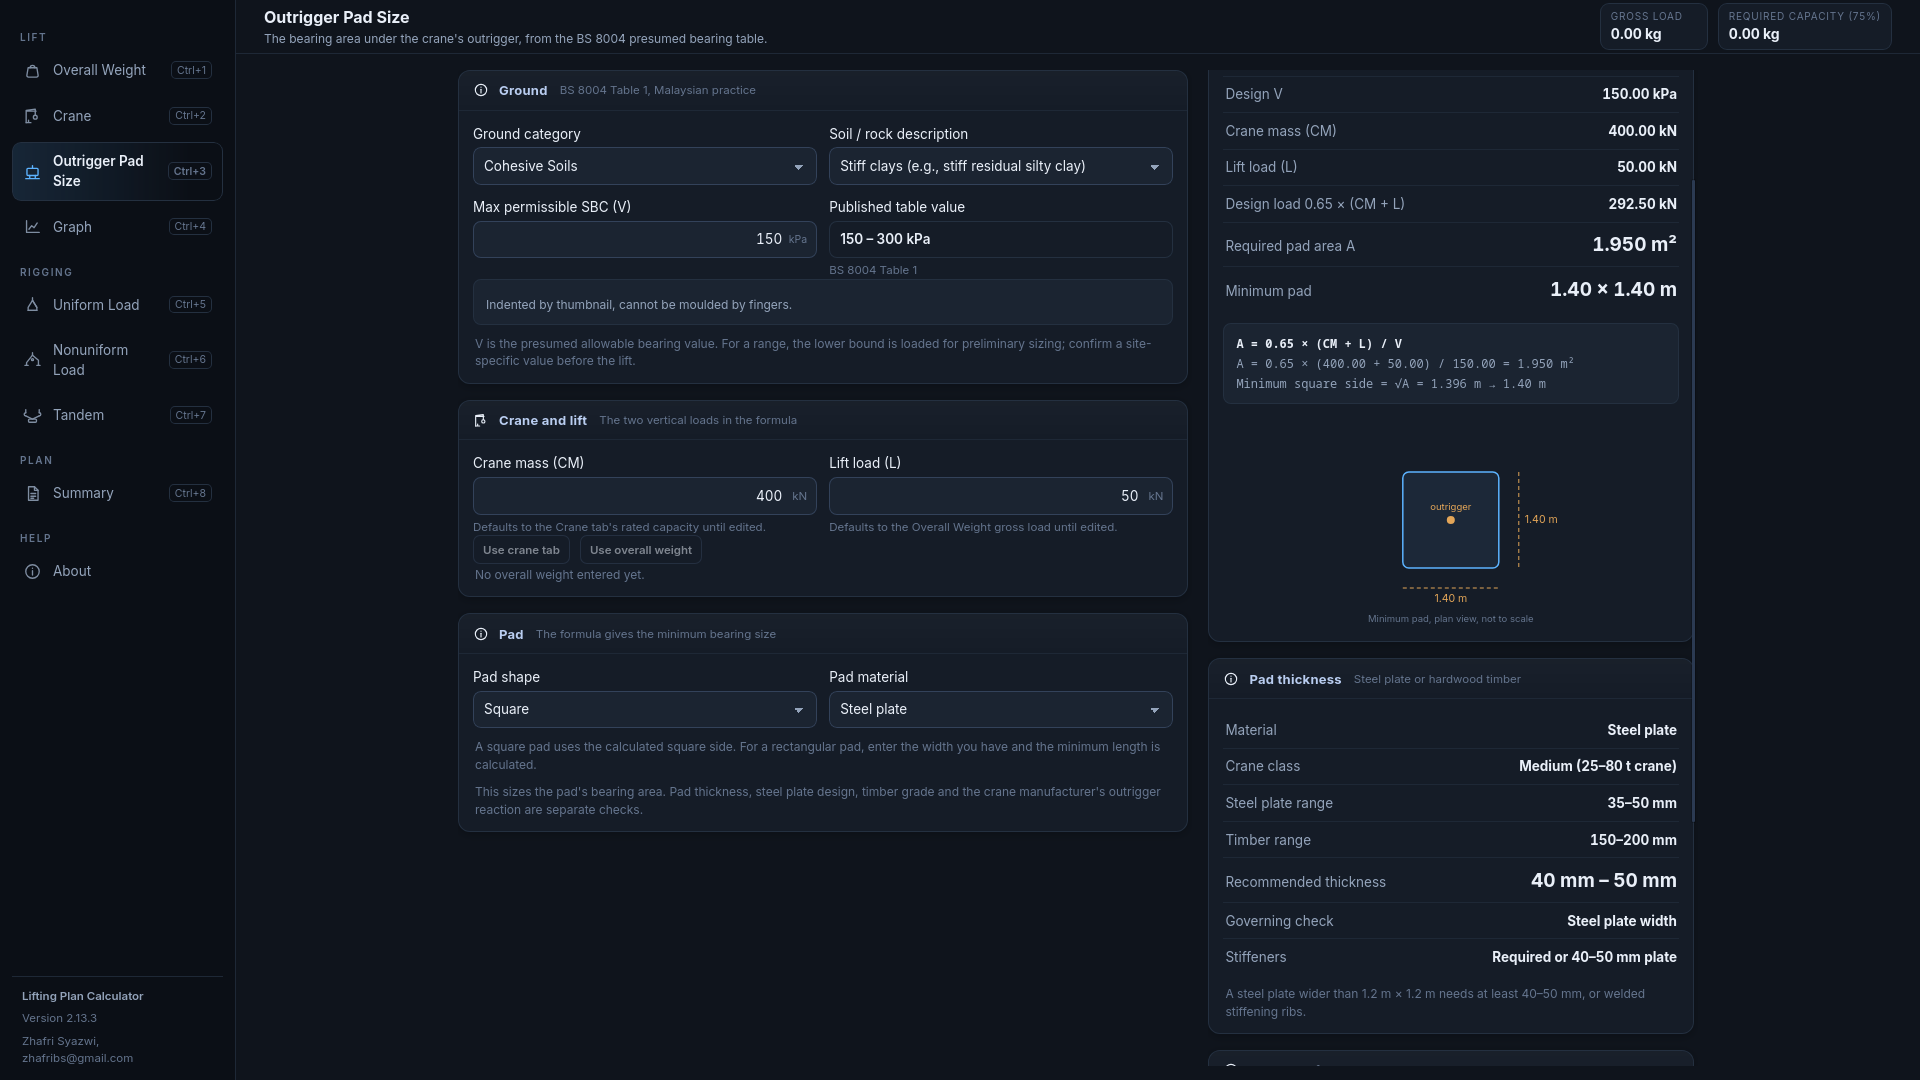 LIFT
Overall Weight Ctrl+1
Crane Ctrl+2
Outrigger Pad
Size
Ctrl+3
Graph Ctrl+4
RIGGING
Uniform Load Ctrl+5
Nonuniform
Load
Ctrl+6
Tandem Ctrl+7
PLAN
Summary Ctrl+8
HELP
About
Lifting Plan Calculator
Version 2.13.3
Zhafri Syazwi,
zhafribs@gmail.com
Outrigger Pad Size
The bearing area under the crane's outrigger, from the BS 8004 presumed bearing table.
GROSS LOAD
0.00 kg
REQUIRED CAPACITY (75%)
0.00 kg
Ground BS 8004 Table 1, Malaysian practice
Ground category
Cohesive Soils
Soil / rock description
Stiff clays (e.g., stiff residual silty clay)
Max permissible SBC (V)
150 kPa
Published table value
150 – 300 kPa
BS 8004 Table 1
Indented by thumbnail, cannot be moulded by fingers.
V is the presumed allowable bearing value. For a range, the lower bound is loaded for preliminary sizing; confirm a site-
specific value before the lift.
Crane and lift The two vertical loads in the formula
Crane mass (CM)
400 kN
Defaults to the Crane tab's rated capacity until edited.
Lift load (L)
50 kN
Defaults to the Overall Weight gross load until edited.
Use crane tab Use overall weight
No overall weight entered yet.
Pad The formula gives the minimum bearing size
Pad shape
Square
Pad material
Steel plate
A square pad uses the calculated square side. For a rectangular pad, enter the width you have and the minimum length is
calculated.
This sizes the pad's bearing area. Pad thickness, steel plate design, timber grade and the crane manufacturer's outrigger
reaction are separate checks.
Design V 150.00 kPa
Crane mass (CM) 400.00 kN
Lift load (L) 50.00 kN
Design load 0.65 × (CM + L) 292.50 kN
Required pad area A 1.950 m²
Minimum pad 1.40 × 1.40 m
A = 0.65 × (CM + L) / V
A = 0.65 × (400.00 + 50.00) / 150.00 = 1.950 m²
Minimum square side = √A = 1.396 m → 1.40 m
outrigger
1.40 m
1.40 m
Minimum pad, plan view, not to scale
Pad thickness Steel plate or hardwood timber
Material Steel plate
Crane class Medium (25–80 t crane)
Steel plate range 35–50 mm
Timber range 150–200 mm
Recommended thickness 40 mm – 50 mm
Governing check Steel plate width
Stiffeners Required or 40–50 mm plate
A steel plate wider than 1.2 m × 1.2 m needs at least 40–50 mm, or welded
stiffening ribs.